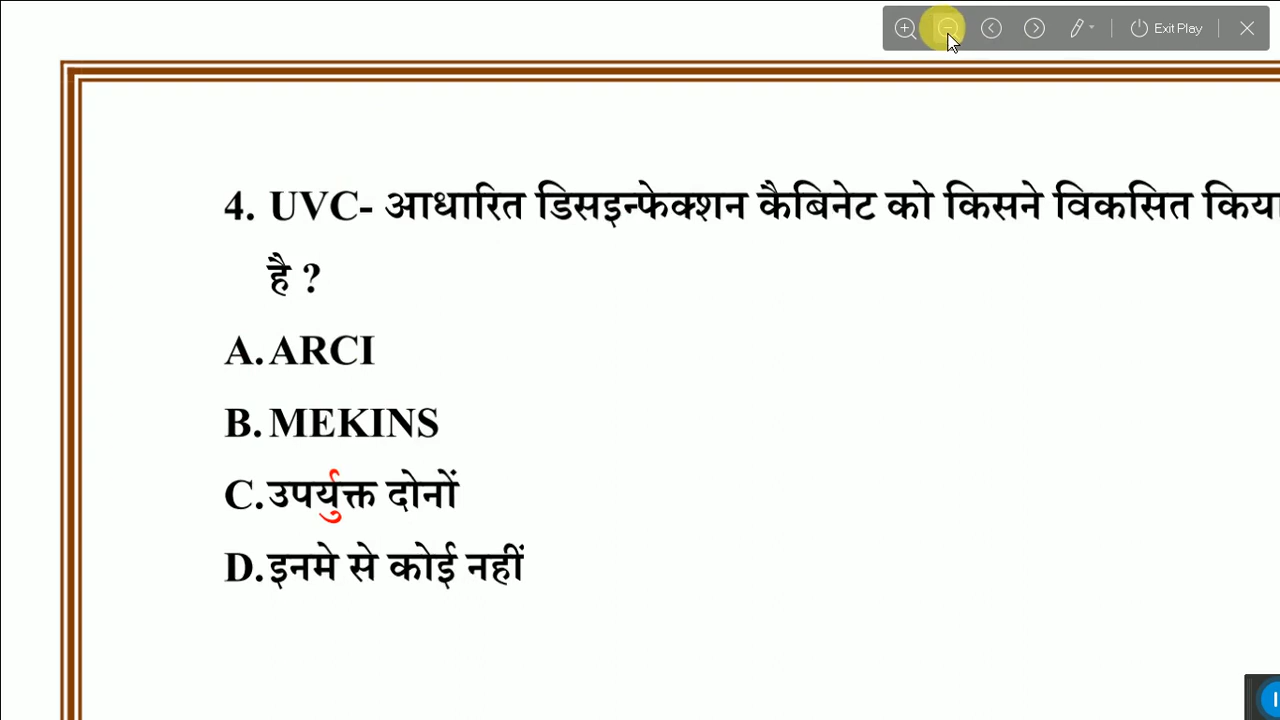 Exit Play
4. UVC- आधारित डिसइन्फेक्शन कैबिनेट को किसने विकसित किया
है ?
A. ARCI
B. MEKINS
C. उपर्युक्त दोनों
D. इनमे से कोई नहीं